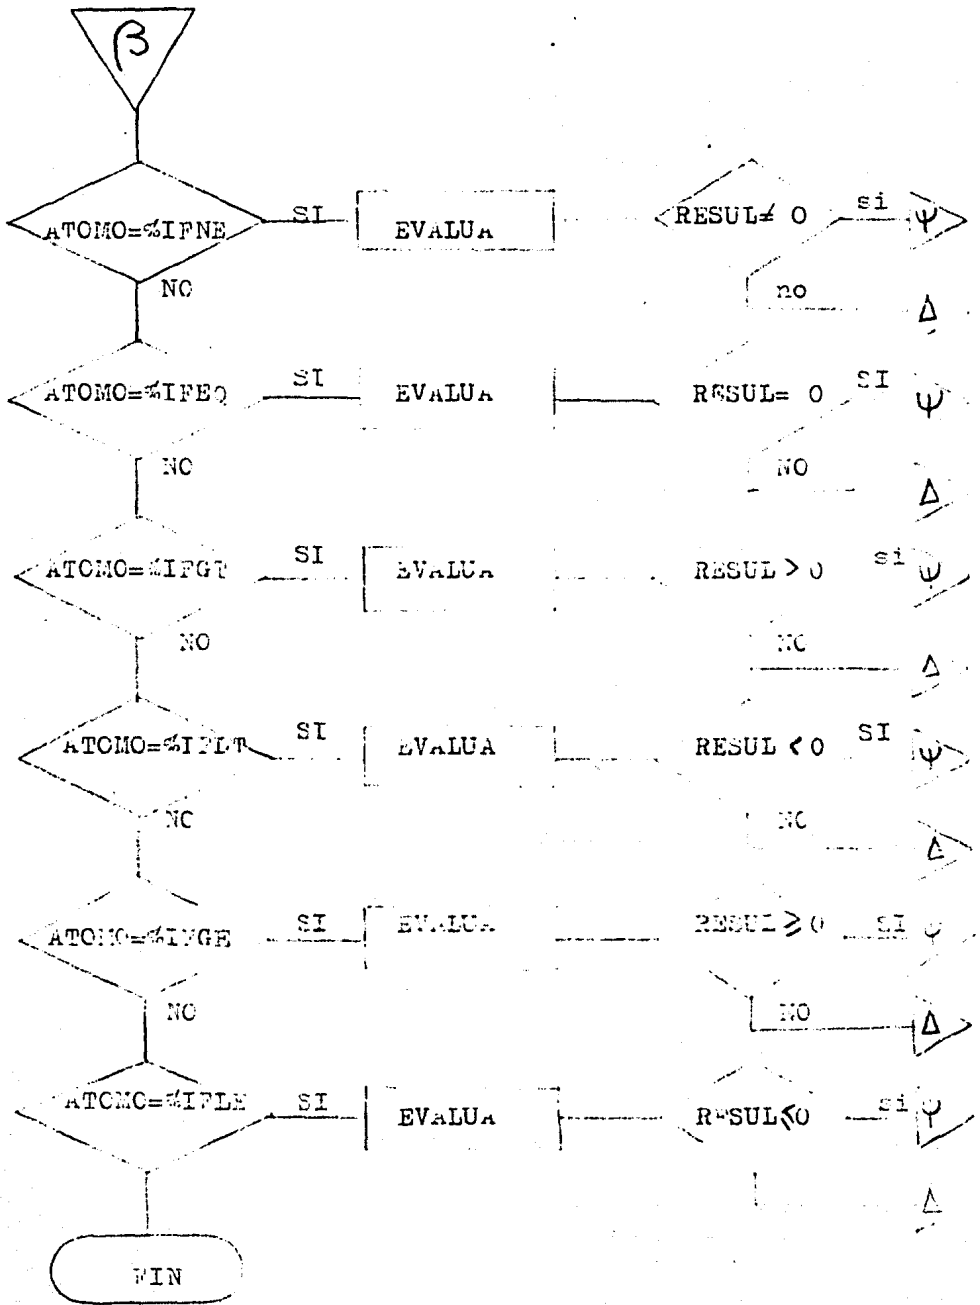 β
ATOMO=%IFNE SI EVALUA RESUL≠ 0 si Ψ
NO no Δ
ATOMO=%IFEQ SI EVALUA RESUL= 0 SI Ψ
NO NO Δ
ATOMO=%IFGT SI EVALUA RESUL > 0 si Ψ
NO NO Δ
ATOMO=%IFLT SI EVALUA RESUL < 0 SI Ψ
NO NO Δ
ATOMO=%IFGE SI EVALUA RESUL ≥ 0 SI Ψ
NO NO Δ
ATOMO=%IFLE SI EVALUA RESUL≤0 si Ψ
Δ
FIN